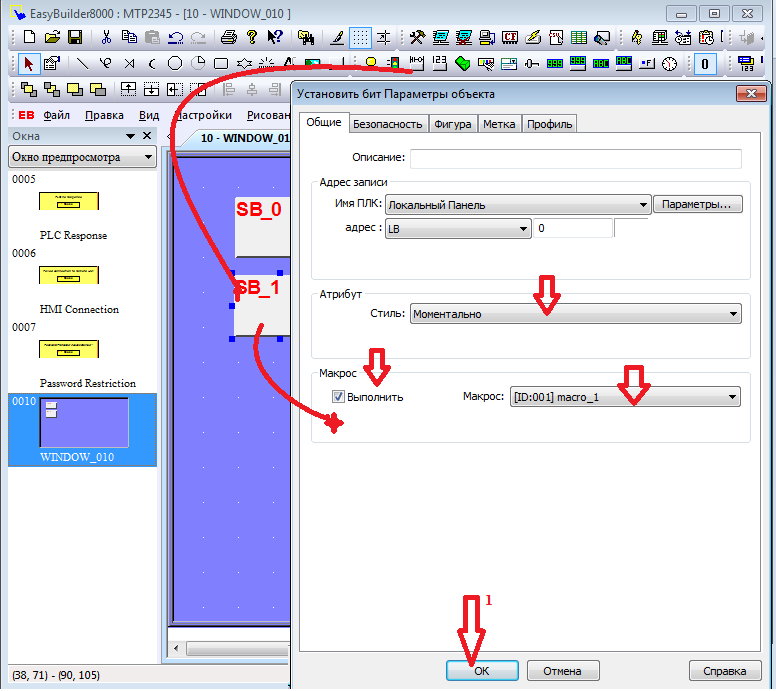 EasyBuilder8000 : MTP2345 - [10 - WINDOW_010 ]
EB Файл Правка Вид Настройки Рисован
Окна
Окно предпросмотра
10 - WINDOW_01
0005
PLC Response
0006
HMI Connection
0007
Password Restriction
0010
WINDOW_010
SB_0
SB_1
Установить бит Параметры объекта
Общие Безопасность Фигура Метка Профиль
Описание:
Адрес записи
Имя ПЛК: Локальный Панель Параметры...
адрес : LB 0
Атрибут
Стиль: Моментально
Макрос
Выполнить Макрос: [ID:001] macro_1
1
OK Отмена Справка
(38, 71) - (90, 105)